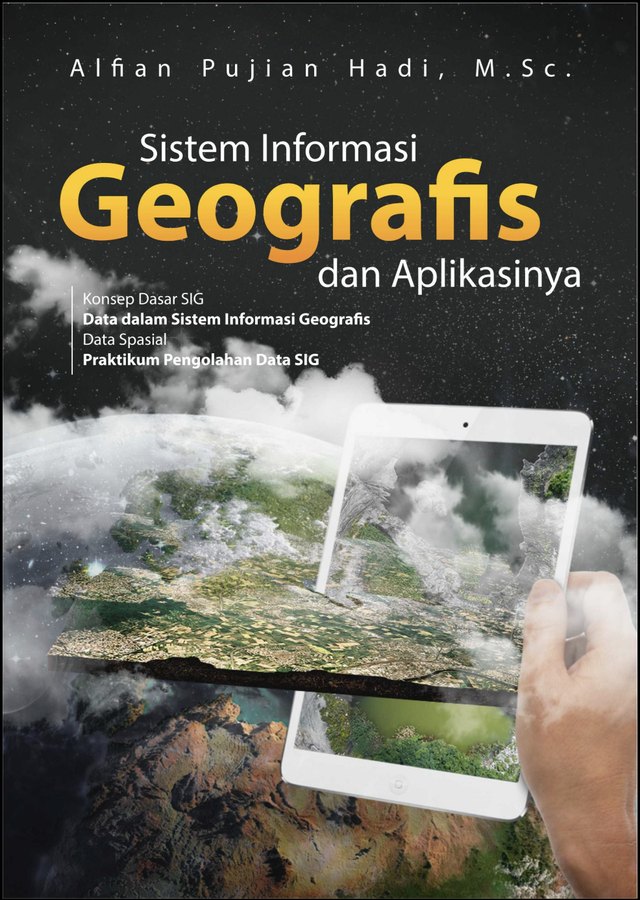 Alfian Pujian Hadi, M.Sc.
Sistem Informasi
Geografis
dan Aplikasinya
Konsep Dasar SIG
Data dalam Sistem Informasi Geografis
Data Spasial
Praktikum Pengolahan Data SIG